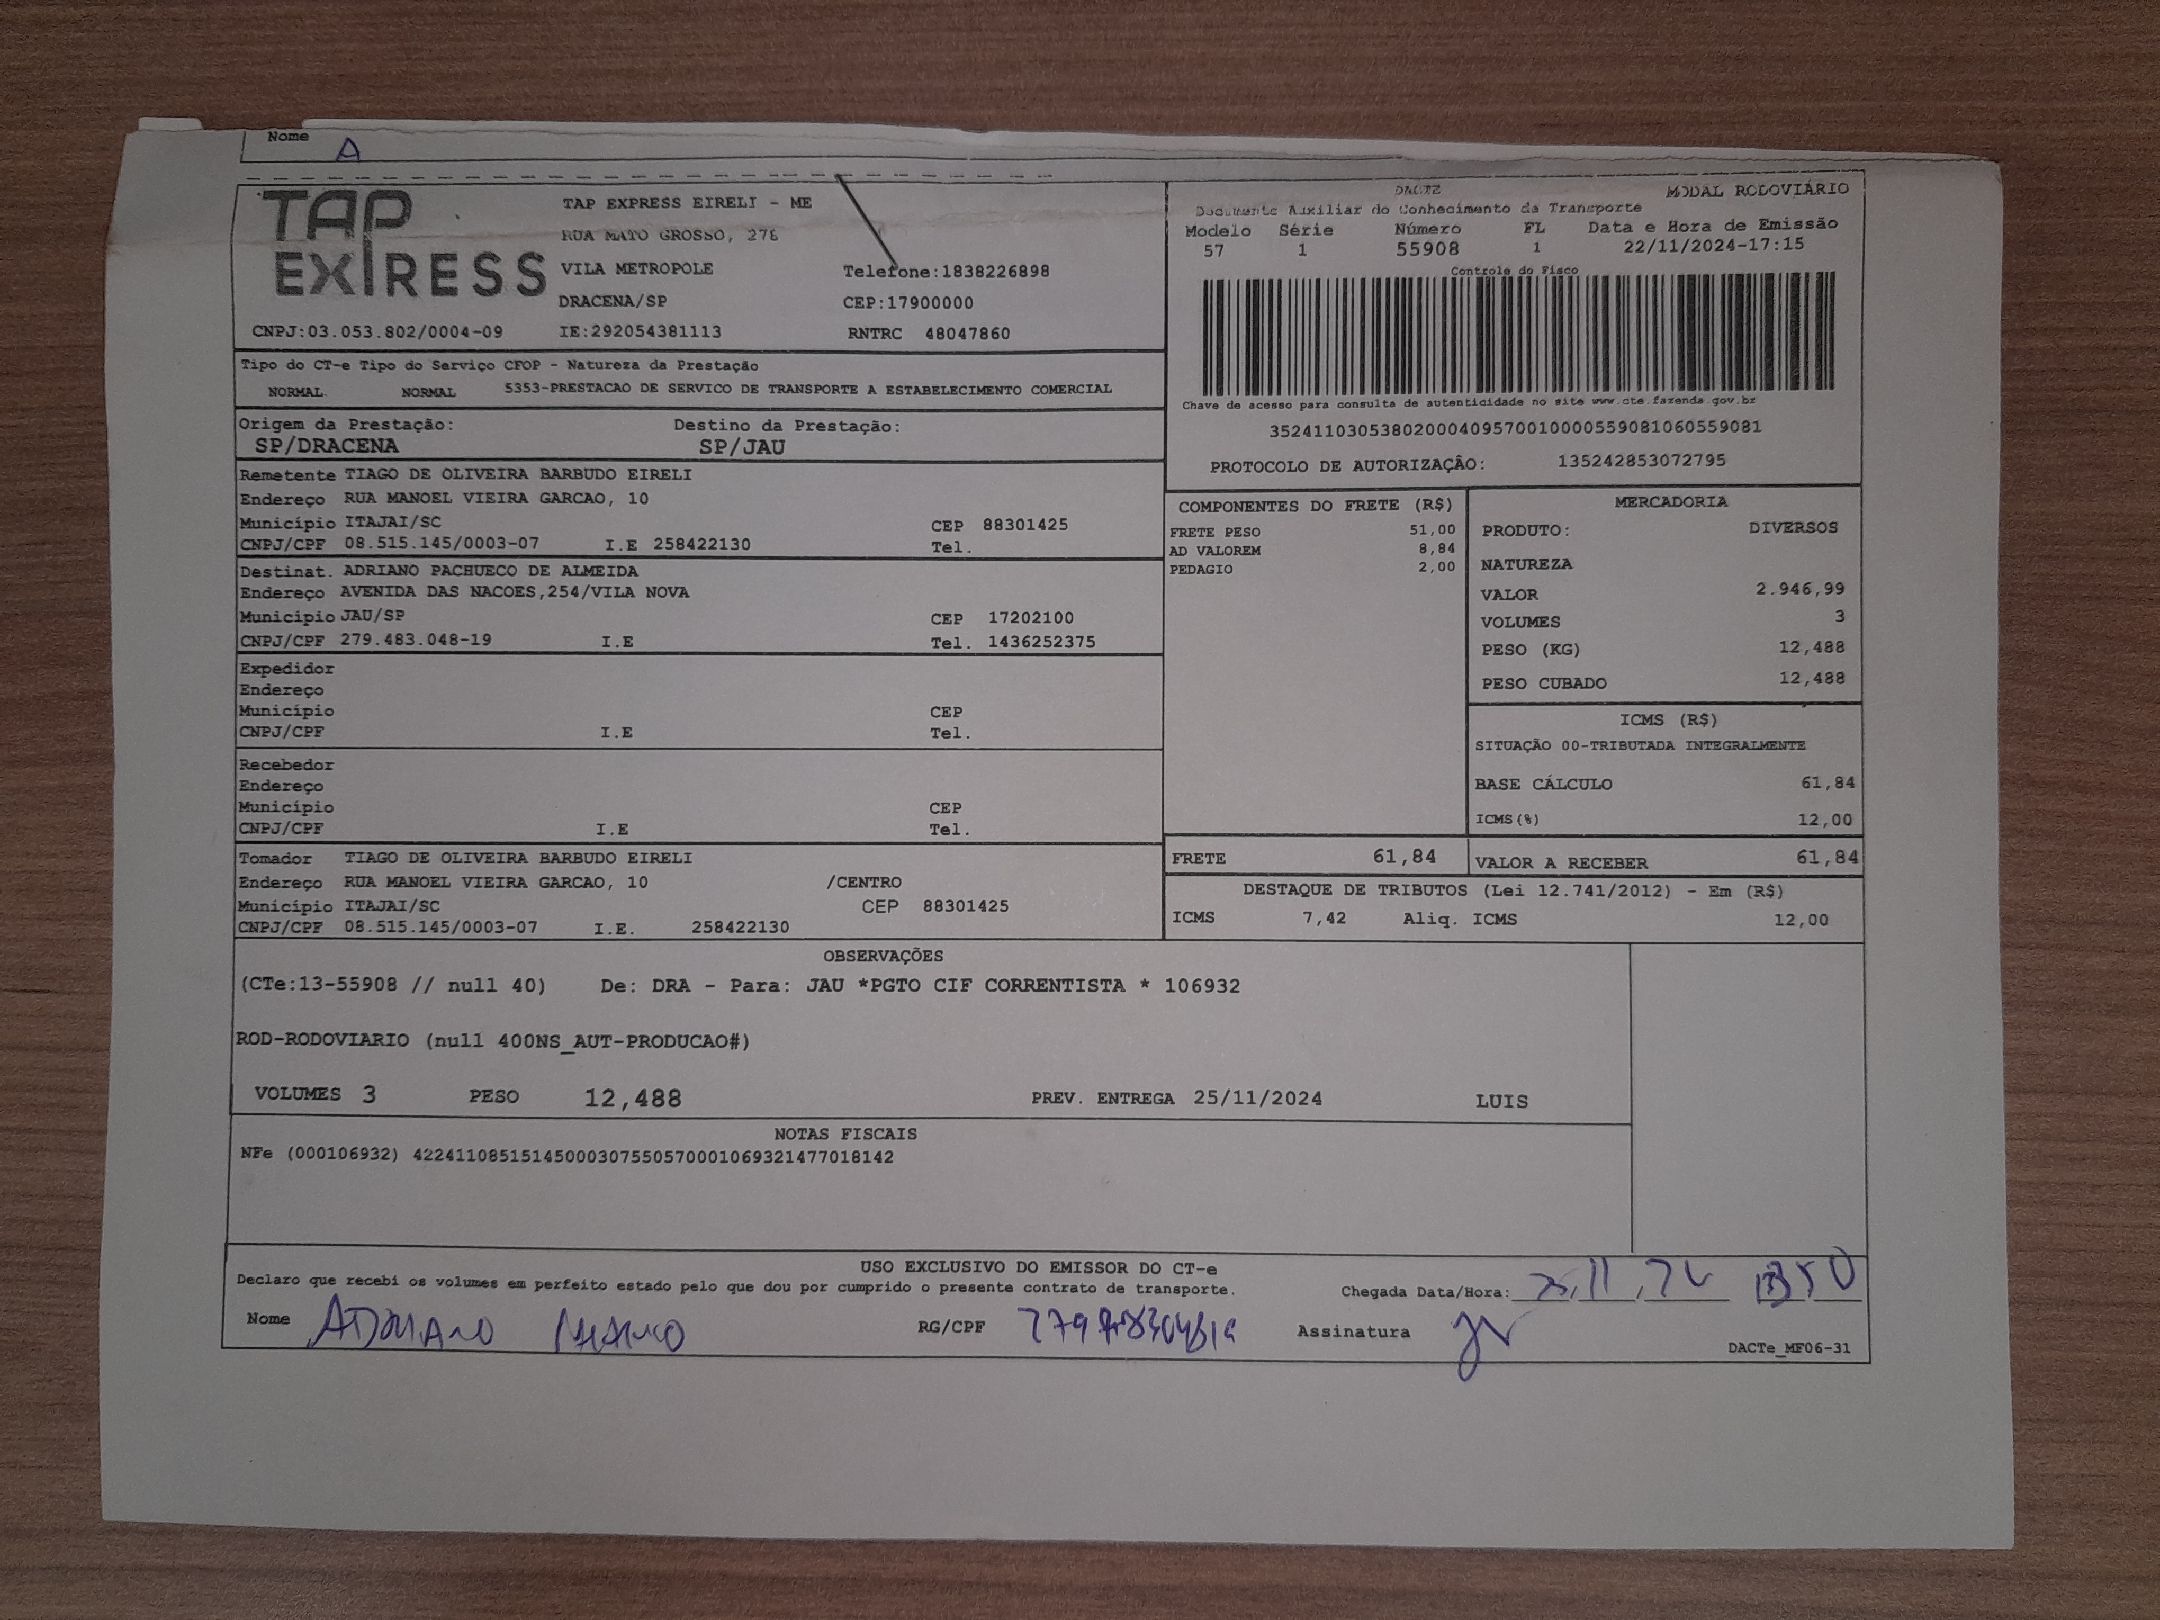 Nome A
TAP EXPRESS
TAP EXPRESS EIRELI - ME
RUA MATO GROSSO, 278
VILA METROPOLE Telefone:1838226898
DRACENA/SP CEP:17900000
CNPJ:03.053.802/0004-09 IE:292054381113 RNTRC 48047860
DACTE MODAL RODOVIÁRIO
Documento Auxiliar do Conhecimento de Transporte
Modelo Série Número FL Data e Hora de Emissão
57 1 55908 1 22/11/2024-17:15
Controle do Fisco
Chave de acesso para consulta de autenticidade no site www.cte.fazenda.gov.br
35241103053802000409570010000559081060559081
PROTOCOLO DE AUTORIZAÇÃO: 135242853072795
Tipo do CT-e Tipo do Serviço CFOP - Natureza da Prestação
NORMAL NORMAL 5353-PRESTACAO DE SERVICO DE TRANSPORTE A ESTABELECIMENTO COMERCIAL
Origem da Prestação: Destino da Prestação:
SP/DRACENA SP/JAU
Remetente TIAGO DE OLIVEIRA BARBUDO EIRELI
Endereço RUA MANOEL VIEIRA GARCAO, 10
Município ITAJAI/SC CEP 88301425
CNPJ/CPF 08.515.145/0003-07 I.E 258422130 Tel.
Destinat. ADRIANO PACHUECO DE ALMEIDA
Endereço AVENIDA DAS NACOES,254/VILA NOVA
Município JAU/SP CEP 17202100
CNPJ/CPF 279.483.048-19 I.E Tel. 1436252375
Expedidor
Endereço
Município CEP
CNPJ/CPF I.E Tel.
Recebedor
Endereço
Município CEP
CNPJ/CPF I.E Tel.
Tomador TIAGO DE OLIVEIRA BARBUDO EIRELI
Endereço RUA MANOEL VIEIRA GARCAO, 10 /CENTRO
Município ITAJAI/SC CEP 88301425
CNPJ/CPF 08.515.145/0003-07 I.E. 258422130
COMPONENTES DO FRETE (R$)
FRETE PESO 51,00
AD VALOREM 8,84
PEDAGIO 2,00
MERCADORIA
PRODUTO: DIVERSOS
NATUREZA
VALOR 2.946,99
VOLUMES 3
PESO (KG) 12,488
PESO CUBADO 12,488
ICMS (R$)
SITUAÇÃO 00-TRIBUTADA INTEGRALMENTE
BASE CÁLCULO 61,84
ICMS(%) 12,00
FRETE 61,84 VALOR A RECEBER 61,84
DESTAQUE DE TRIBUTOS (Lei 12.741/2012) - Em (R$)
ICMS 7,42 Aliq. ICMS 12,00
OBSERVAÇÕES
(CTe:13-55908 // null 40) De: DRA - Para: JAU *PGTO CIF CORRENTISTA * 106932
ROD-RODOVIARIO (null 400NS_AUT-PRODUCAO#)
VOLUMES 3 PESO 12,488 PREV. ENTREGA 25/11/2024 LUIS
NOTAS FISCAIS
NFe (000106932) 42241108515145000307550570001069321477018142
USO EXCLUSIVO DO EMISSOR DO CT-e
Declaro que recebi os volumes em perfeito estado pelo que dou por cumprido o presente contrato de transporte. Chegada Data/Hora:
Nome ADRIANO RG/CPF Assinatura
DACTe_MF06-31